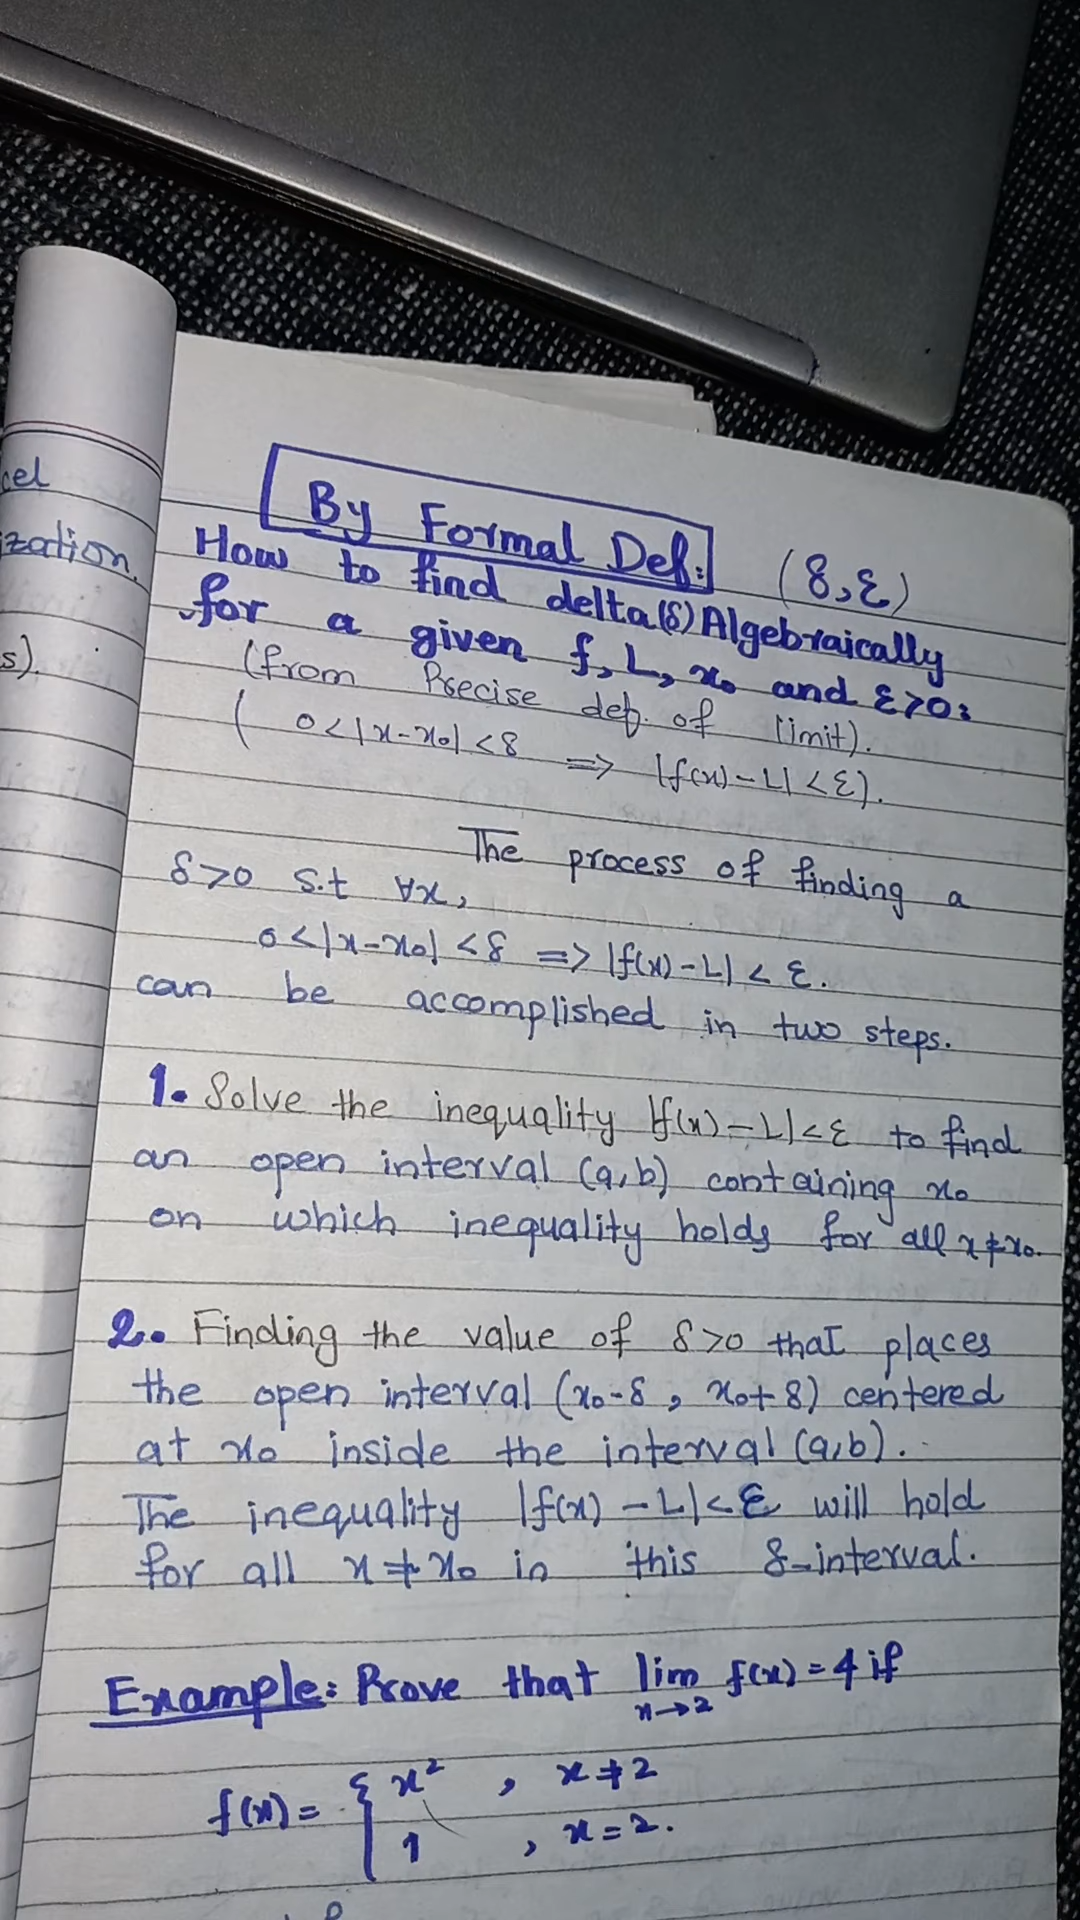 cel
zation.
s).
By Formal Def:
(δ,ε)
How to find delta(δ) Algebraically
for a given f, L, x₀ and ε>0:
(from Precise def. of limit).
( 0<|x-x₀|<δ => |f(x)-L|<ε).
The process of finding a
δ>0 s.t ∀x,
0<|x-x₀|<δ => |f(x)-L|<ε.
can be accomplished in two steps.
1. Solve the inequality |f(x)-L|<ε to find
an open interval (a,b) containing x₀
on which inequality holds for all x≠x₀.
2. Finding the value of δ>0 that places
the open interval (x₀-δ, x₀+δ) centered
at x₀ inside the interval (a,b).
The inequality |f(x)-L|<ε will hold
for all x≠x₀ in this δ-interval.
Example: Prove that lim f(x)=4 if
x→2
f(x)= { x² , x≠2
1 , x=2.